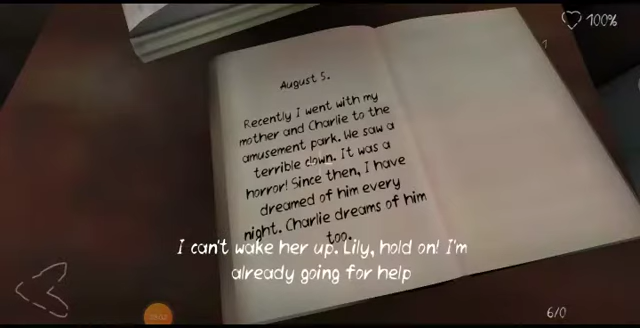 100%
August 5.
Recently I went with my
mother and Charlie to the
amusement park. We saw a
terrible clown. It was a
horror! Since then, I have
dreamed of him every
night. Charlie dreams of him
too.
I can't wake her up. Lily, hold on! I'm
already going for help
6/0